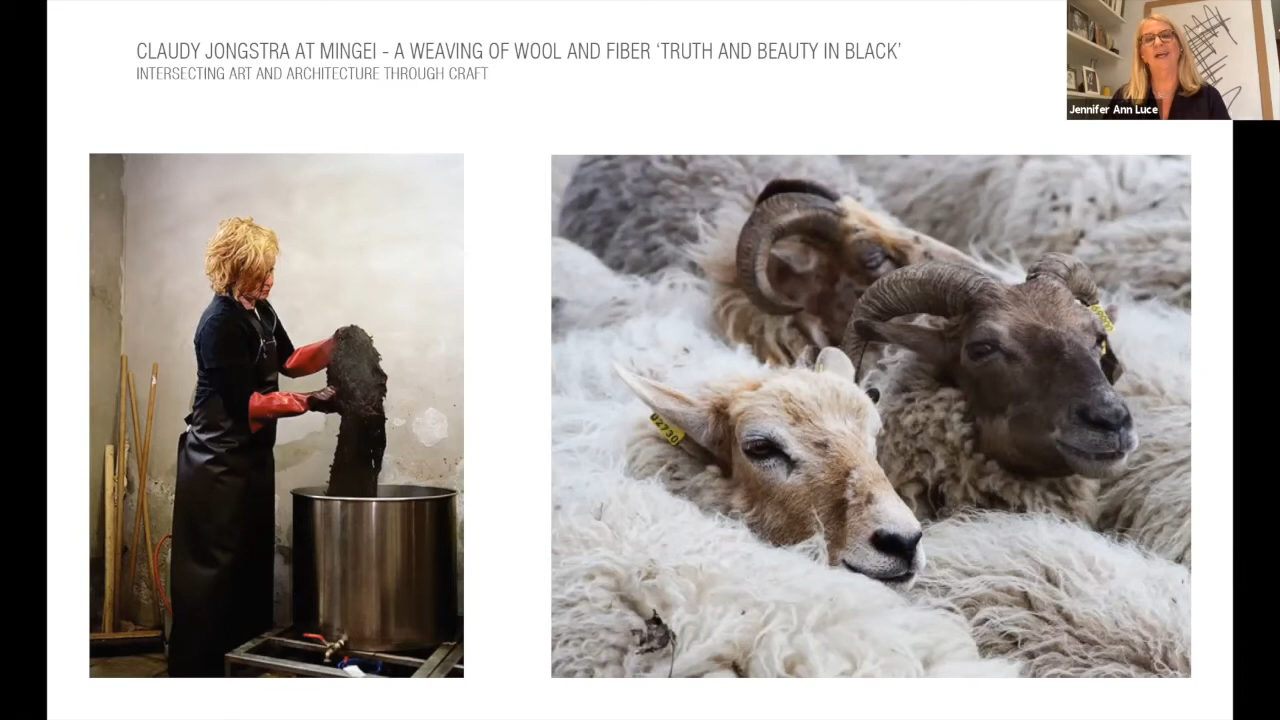 CLAUDY JONGSTRA AT MINGEI - A WEAVING OF WOOL AND FIBER ‘TRUTH AND BEAUTY IN BLACK’
INTERSECTING ART AND ARCHITECTURE THROUGH CRAFT
Jennifer Ann Luce
02730